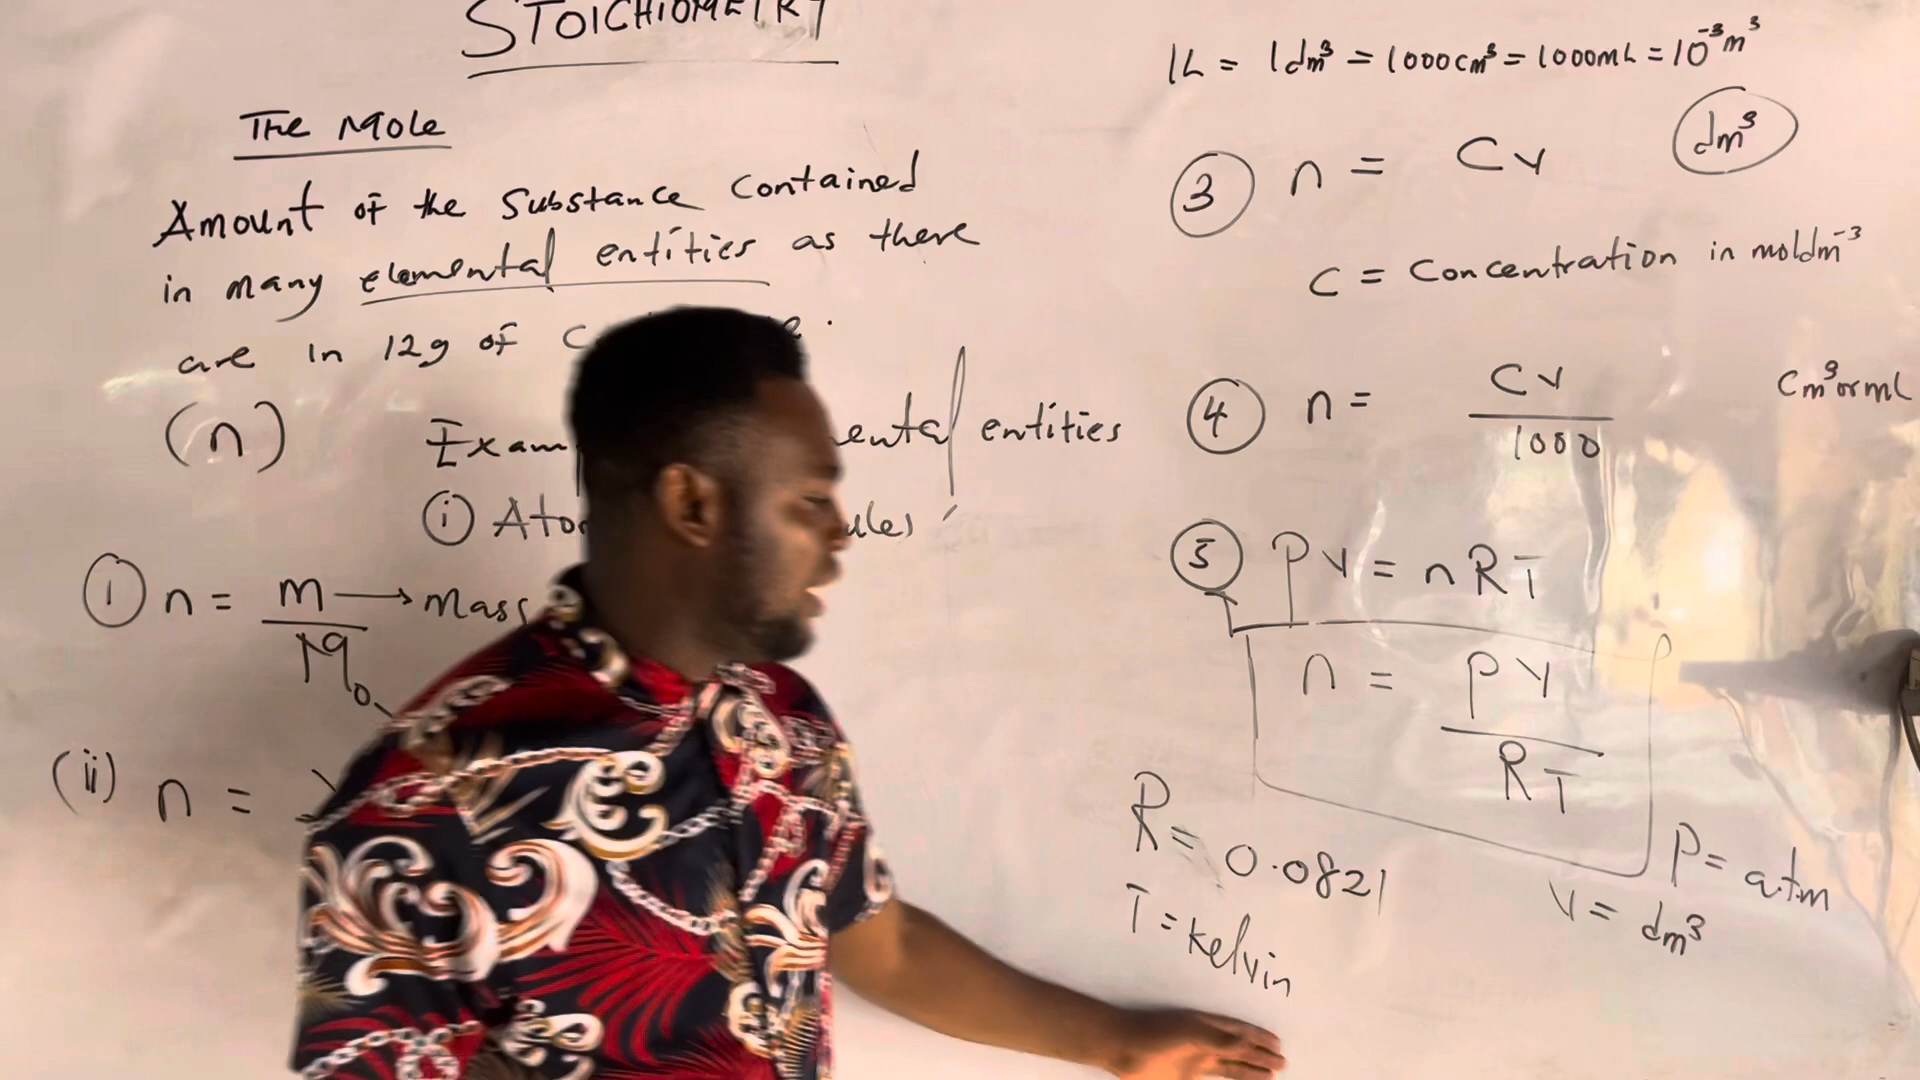 STOICHIOMETRY
The Mole
Amount of the Substance Contained
in many elemental entities as there
are in 12g of
(n)
entities
(i)
(1) n = m/M₀ → Mass
(ii) n =
1L = 1dm³ = 1000cm³ = 1000mL = 10⁻³m³
(3) n = CV dm³
C = Concentration in moldm⁻³
(4) n = CV/1000 Cm³ or mL
(5) PV = nRT
n = PV/RT
R = 0.0821
P = atm
T = Kelvin
V = dm³